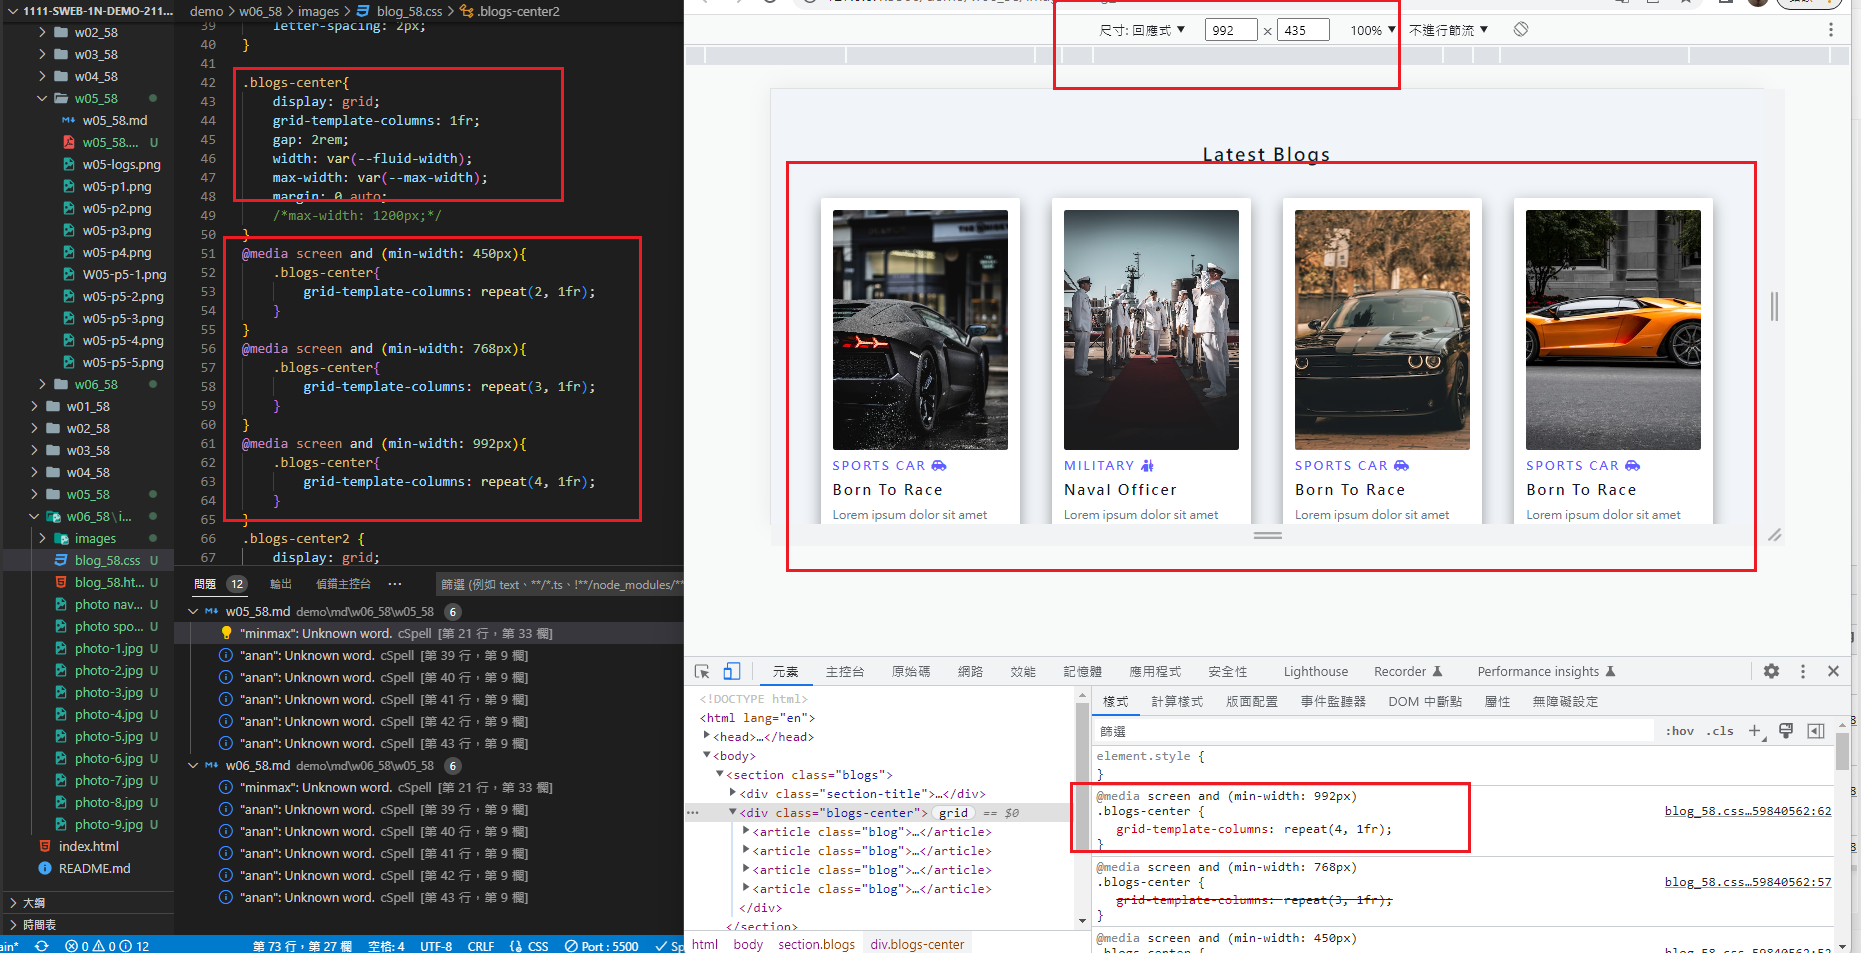 1111-SWEB-1N-DEMO-211...
w02_58
w03_58
w04_58
w05_58
w05_58.md
w05_58.... U
w05-logs.png
w05-p1.png
w05-p2.png
w05-p3.png
w05-p4.png
W05-p5-1.png
w05-p5-2.png
w05-p5-3.png
w05-p5-4.png
w05-p5-5.png
w06_58
w01_58
w02_58
w03_58
w04_58
w05_58
w06_58\i...
images
blog_58.css U
blog_58.ht... U
photo nav... U
photo spo... U
photo-1.jpg U
photo-2.jpg U
photo-3.jpg U
photo-4.jpg U
photo-5.jpg U
photo-6.jpg U
photo-7.jpg U
photo-8.jpg U
photo-9.jpg U
index.html
README.md
大綱
時間表
demo > w06_58 > images > blog_58.css > .blogs-center2
39 letter-spacing: 2px;
40 }
41
42 .blogs-center{
43 display: grid;
44 grid-template-columns: 1fr;
45 gap: 2rem;
46 width: var(--fluid-width);
47 max-width: var(--max-width);
48 margin: 0 auto;
49 /*max-width: 1200px;*/
50 }
51 @media screen and (min-width: 450px){
52 .blogs-center{
53 grid-template-columns: repeat(2, 1fr);
54 }
55 }
56 @media screen and (min-width: 768px){
57 .blogs-center{
58 grid-template-columns: repeat(3, 1fr);
59 }
60 }
61 @media screen and (min-width: 992px){
62 .blogs-center{
63 grid-template-columns: repeat(4, 1fr);
64 }
65 }
66 .blogs-center2 {
67 display: grid;
問題 12 輸出 偵錯主控台 ... 篩選 (例如 text、**/*.ts、!**/node_modules/**
w05_58.md demo\md\w06_58\w05_58 6
"minmax": Unknown word. cSpell [第 21 行，第 33 欄]
"anan": Unknown word. cSpell [第 39 行，第 9 欄]
"anan": Unknown word. cSpell [第 40 行，第 9 欄]
"anan": Unknown word. cSpell [第 41 行，第 9 欄]
"anan": Unknown word. cSpell [第 42 行，第 9 欄]
"anan": Unknown word. cSpell [第 43 行，第 9 欄]
w06_58.md demo\md\w06_58\w05_58 6
"minmax": Unknown word. cSpell [第 21 行，第 33 欄]
"anan": Unknown word. cSpell [第 39 行，第 9 欄]
"anan": Unknown word. cSpell [第 40 行，第 9 欄]
"anan": Unknown word. cSpell [第 41 行，第 9 欄]
"anan": Unknown word. cSpell [第 42 行，第 9 欄]
"anan": Unknown word. cSpell [第 43 行，第 9 欄]
ain* 0 0 12 第 73 行，第 27 欄 空格: 4 UTF-8 CRLF {} CSS Port : 5500 Sp
尺寸: 回應式 ▼ 992 × 435 100% ▼ 不進行節流 ▼
Latest Blogs
SPORTS CAR
Born To Race
Lorem ipsum dolor sit amet
MILITARY
Naval Officer
Lorem ipsum dolor sit amet
SPORTS CAR
Born To Race
Lorem ipsum dolor sit amet
SPORTS CAR
Born To Race
Lorem ipsum dolor sit amet
元素 主控台 原始碼 網路 效能 記憶體 應用程式 安全性 Lighthouse Recorder Performance insights
<!DOCTYPE html>
<html lang="en">
<head>…</head>
<body>
<section class="blogs">
<div class="section-title">…</div>
<div class="blogs-center"> grid == $0
<article class="blog">…</article>
<article class="blog">…</article>
<article class="blog">…</article>
<article class="blog">…</article>
</div>
</section>
html body section.blogs div.blogs-center
樣式 計算樣式 版面配置 事件監聽器 DOM 中斷點 屬性 無障礙設定
篩選 :hov .cls +
element.style {
}
@media screen and (min-width: 992px)
.blogs-center { blog_58.css…59840562:62
grid-template-columns: repeat(4, 1fr);
}
@media screen and (min-width: 768px)
.blogs-center { blog_58.css…59840562:57
grid-template-columns: repeat(3, 1fr);
}
@media screen and (min-width: 450px)
.blogs-center { blog_58.css…59840562:52